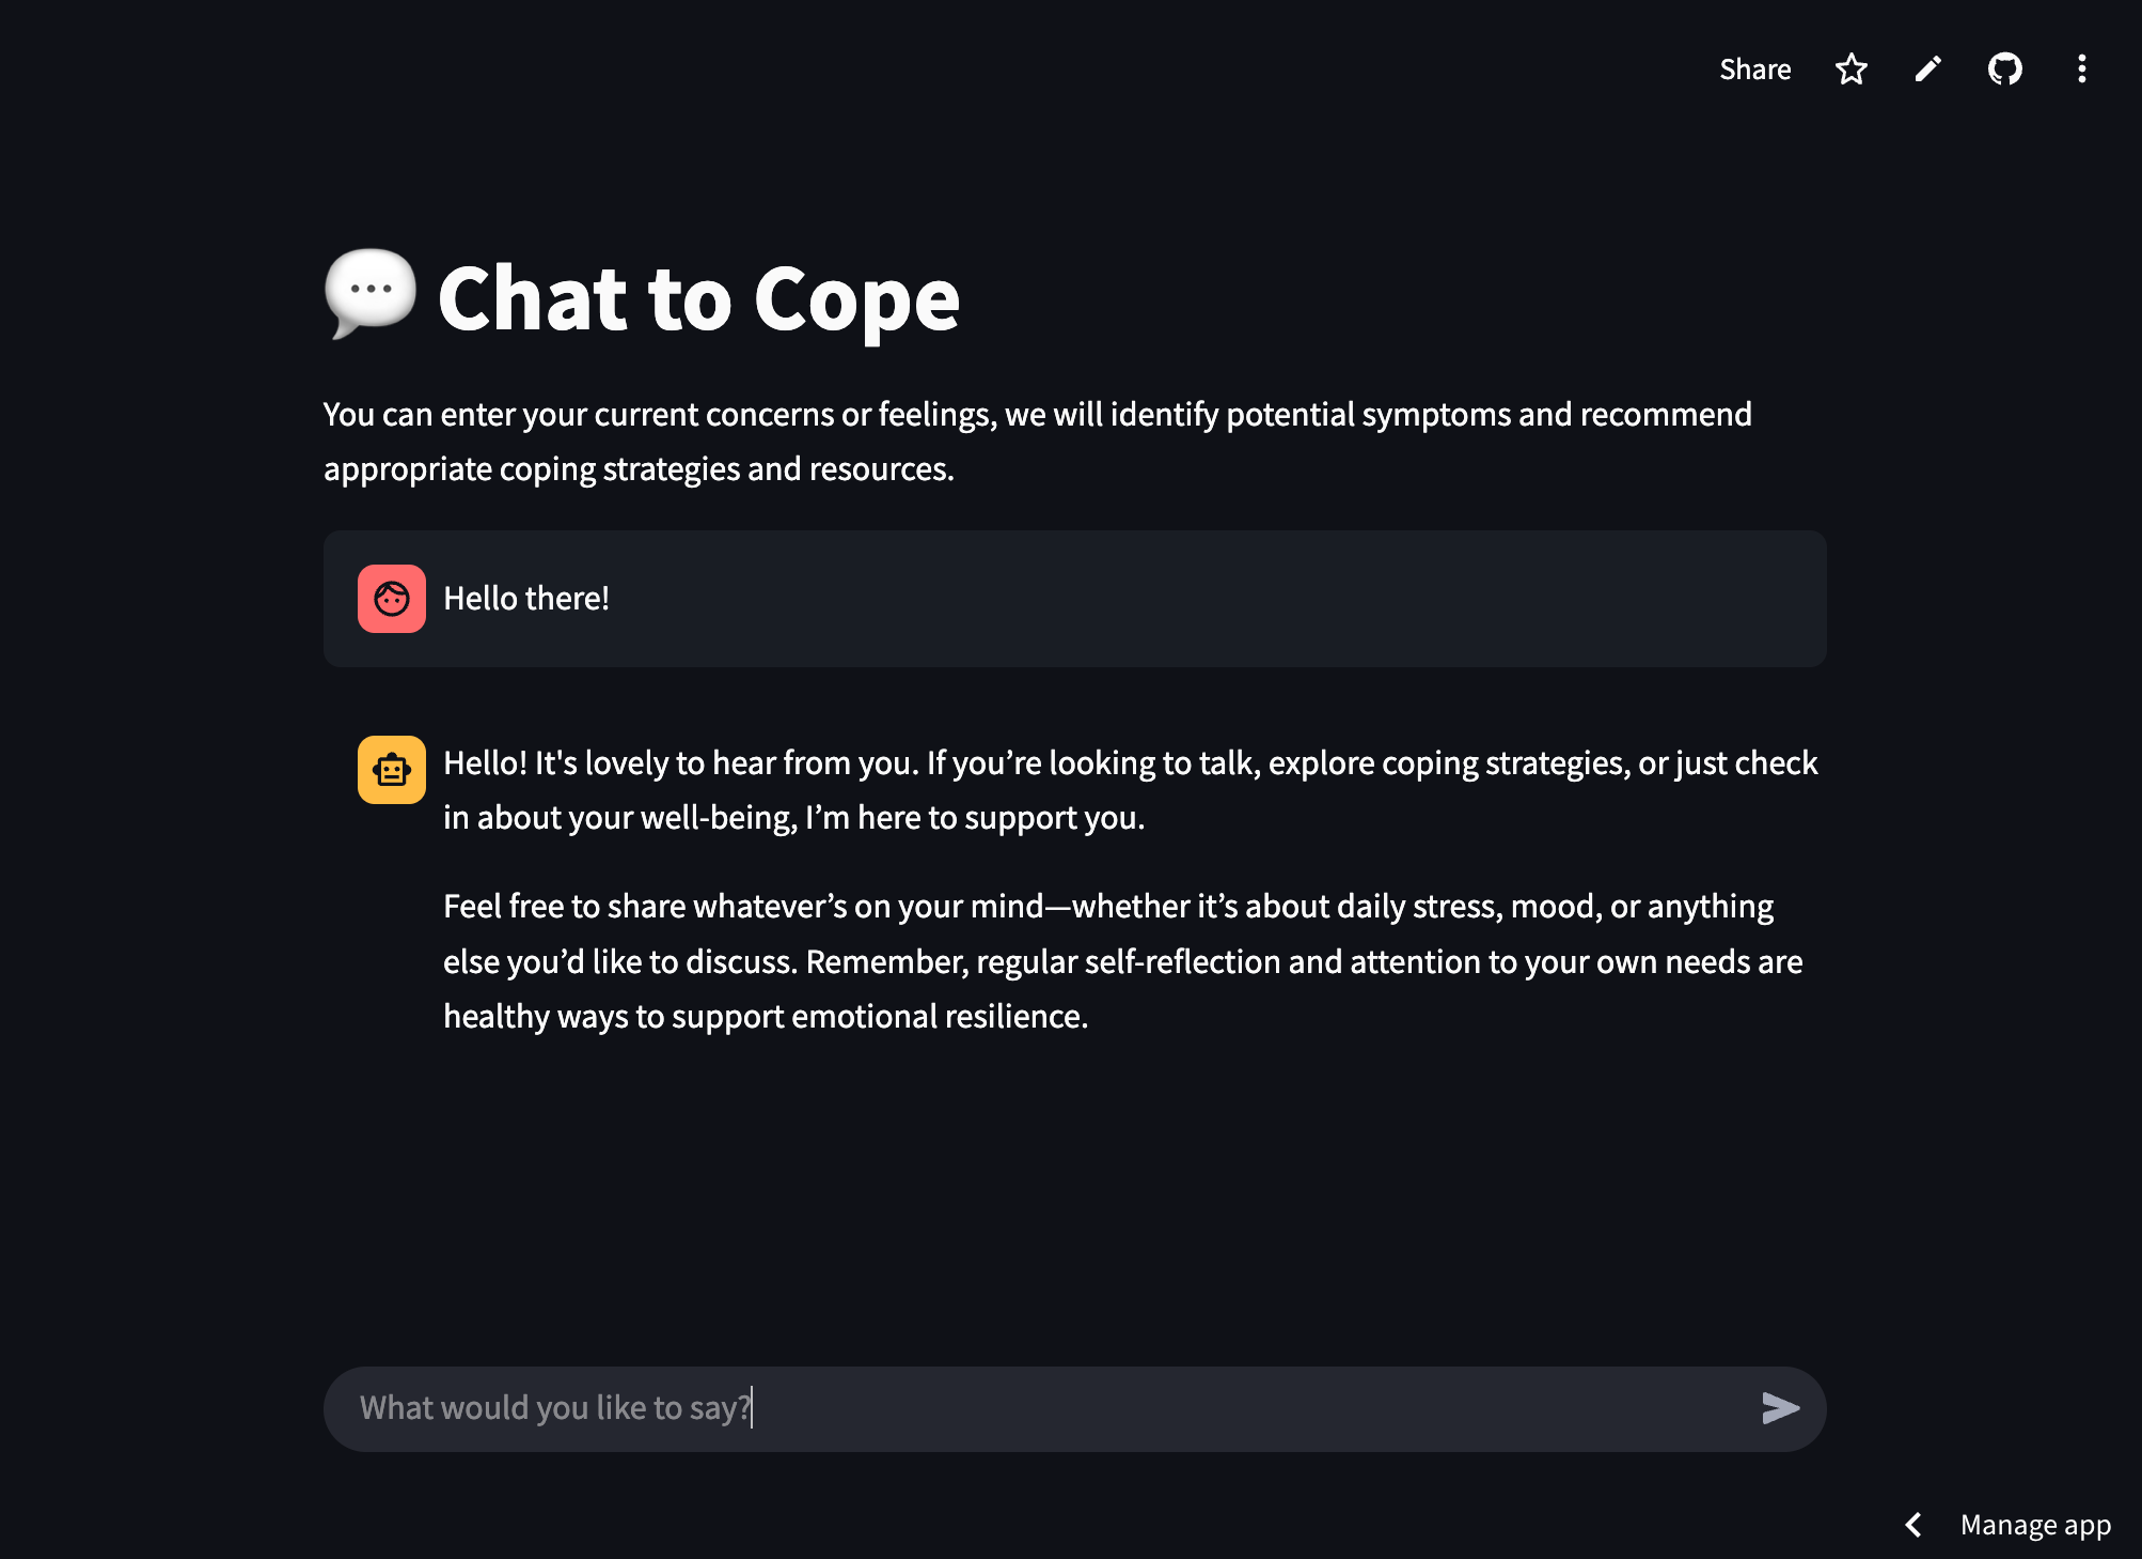 Share
Chat to Cope
You can enter your current concerns or feelings, we will identify potential symptoms and recommend
appropriate coping strategies and resources.
Hello there!
Hello! It's lovely to hear from you. If you’re looking to talk, explore coping strategies, or just check
in about your well-being, I’m here to support you.
Feel free to share whatever’s on your mind—whether it’s about daily stress, mood, or anything
else you’d like to discuss. Remember, regular self-reflection and attention to your own needs are
healthy ways to support emotional resilience.
What would you like to say?
Manage app